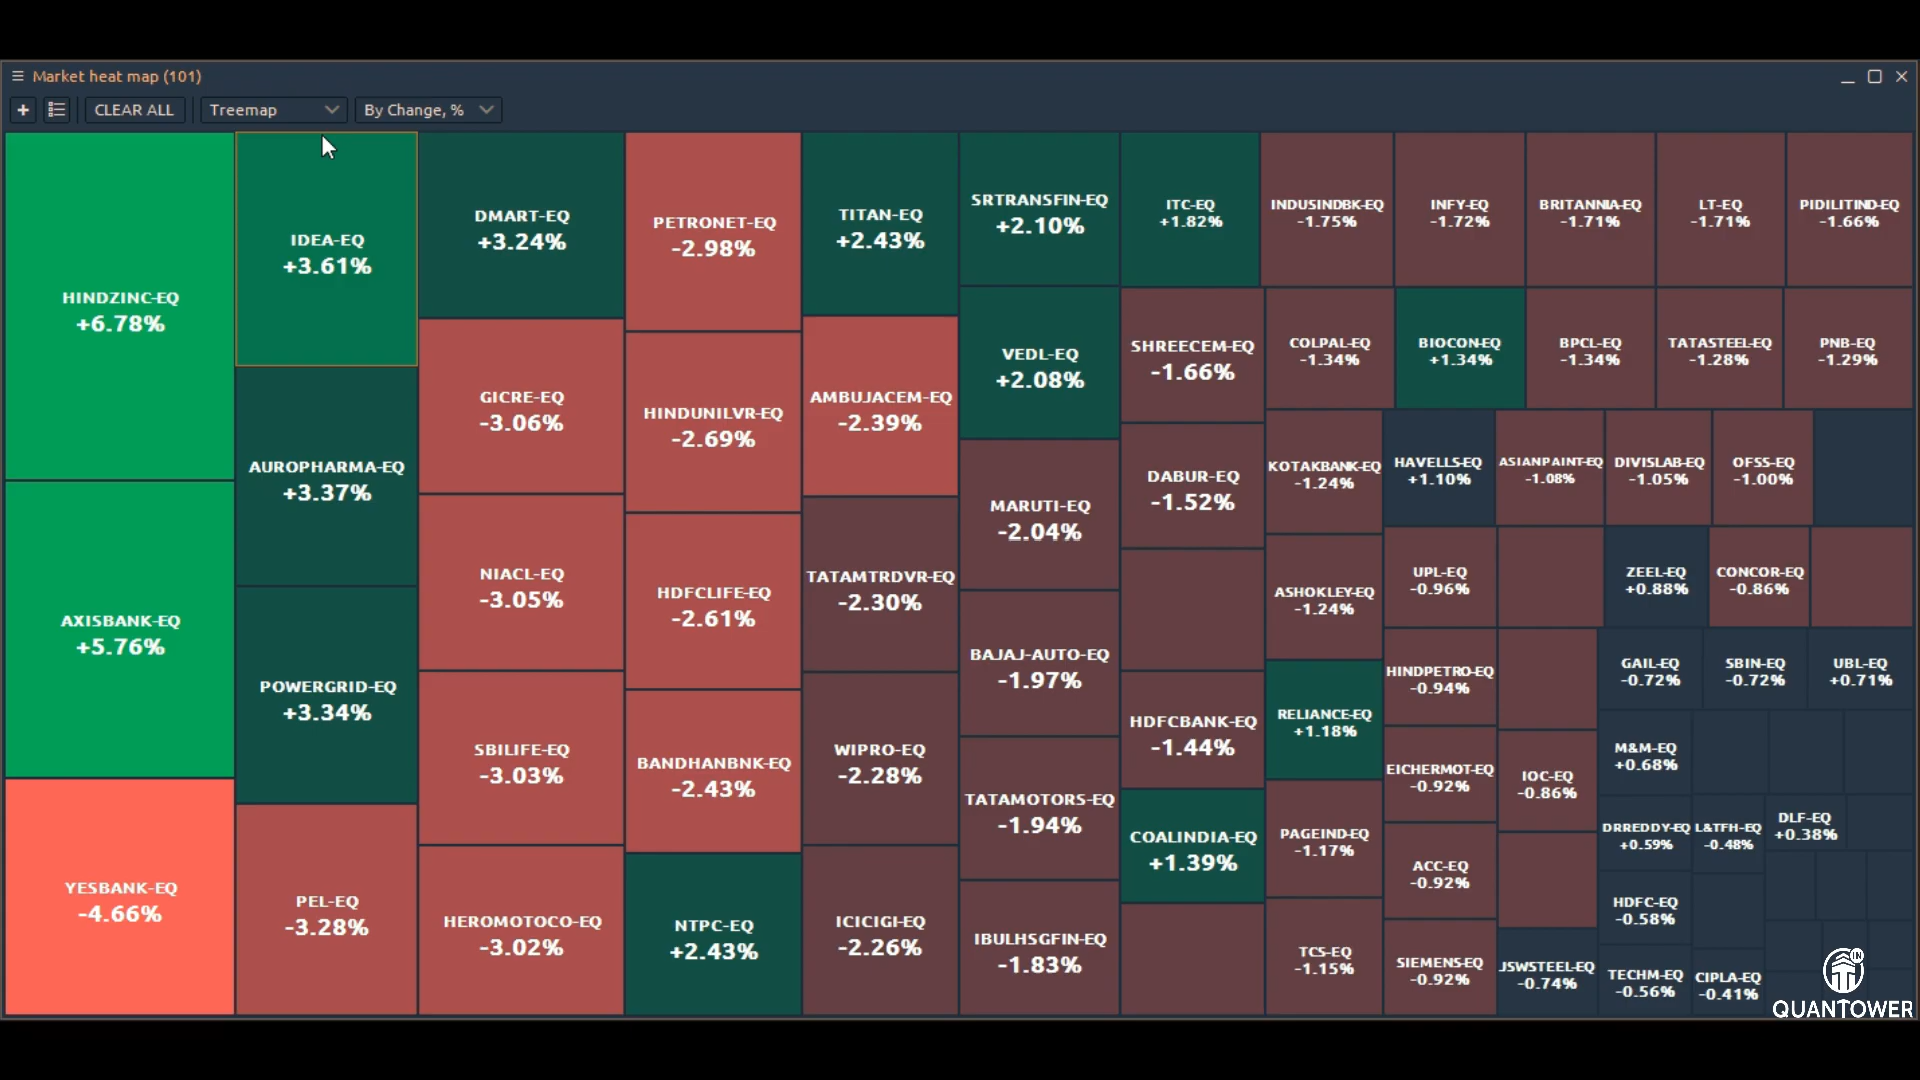 Market heat map (101)
CLEAR ALL
Treemap
By Change, %
HINDZINC-EQ
+6.78%
AXISBANK-EQ
+5.76%
YESBANK-EQ
-4.66%
IDEA-EQ
+3.61%
AUROPHARMA-EQ
+3.37%
POWERGRID-EQ
+3.34%
PEL-EQ
-3.28%
DMART-EQ
+3.24%
GICRE-EQ
-3.06%
NIACL-EQ
-3.05%
SBILIFE-EQ
-3.03%
HEROMOTOCO-EQ
-3.02%
PETRONET-EQ
-2.98%
HINDUNILVR-EQ
-2.69%
HDFCLIFE-EQ
-2.61%
BANDHANBNK-EQ
-2.43%
NTPC-EQ
+2.43%
TITAN-EQ
+2.43%
AMBUJACEM-EQ
-2.39%
TATAMTRDVR-EQ
-2.30%
WIPRO-EQ
-2.28%
ICICIGI-EQ
-2.26%
SRTRANSFIN-EQ
+2.10%
VEDL-EQ
+2.08%
MARUTI-EQ
-2.04%
BAJAJ-AUTO-EQ
-1.97%
TATAMOTORS-EQ
-1.94%
IBULHSGFIN-EQ
-1.83%
ITC-EQ
+1.82%
INDUSINDBK-EQ
-1.75%
INFY-EQ
-1.72%
BRITANNIA-EQ
-1.71%
LT-EQ
-1.71%
PIDILITIND-EQ
-1.66%
SHREECEM-EQ
-1.66%
DABUR-EQ
-1.52%
HDFCBANK-EQ
-1.44%
COALINDIA-EQ
+1.39%
COLPAL-EQ
-1.34%
BIOCON-EQ
+1.34%
BPCL-EQ
-1.34%
TATASTEEL-EQ
-1.28%
PNB-EQ
-1.29%
KOTAKBANK-EQ
-1.24%
ASHOKLEY-EQ
-1.24%
RELIANCE-EQ
+1.18%
PAGEIND-EQ
-1.17%
TCS-EQ
-1.15%
HAVELLS-EQ
+1.10%
ASIANPAINT-EQ
-1.08%
DIVISLAB-EQ
-1.05%
OFSS-EQ
-1.00%
UPL-EQ
-0.96%
HINDPETRO-EQ
-0.94%
EICHERMOT-EQ
-0.92%
ACC-EQ
-0.92%
SIEMENS-EQ
-0.92%
ZEEL-EQ
+0.88%
CONCOR-EQ
-0.86%
IOC-EQ
-0.86%
JSWSTEEL-EQ
-0.74%
GAIL-EQ
-0.72%
SBIN-EQ
-0.72%
UBL-EQ
+0.71%
M&M-EQ
+0.68%
DRREDDY-EQ
+0.59%
L&TFH-EQ
-0.48%
DLF-EQ
+0.38%
HDFC-EQ
-0.58%
TECHM-EQ
-0.56%
CIPLA-EQ
-0.41%
IN
QUANTOWER